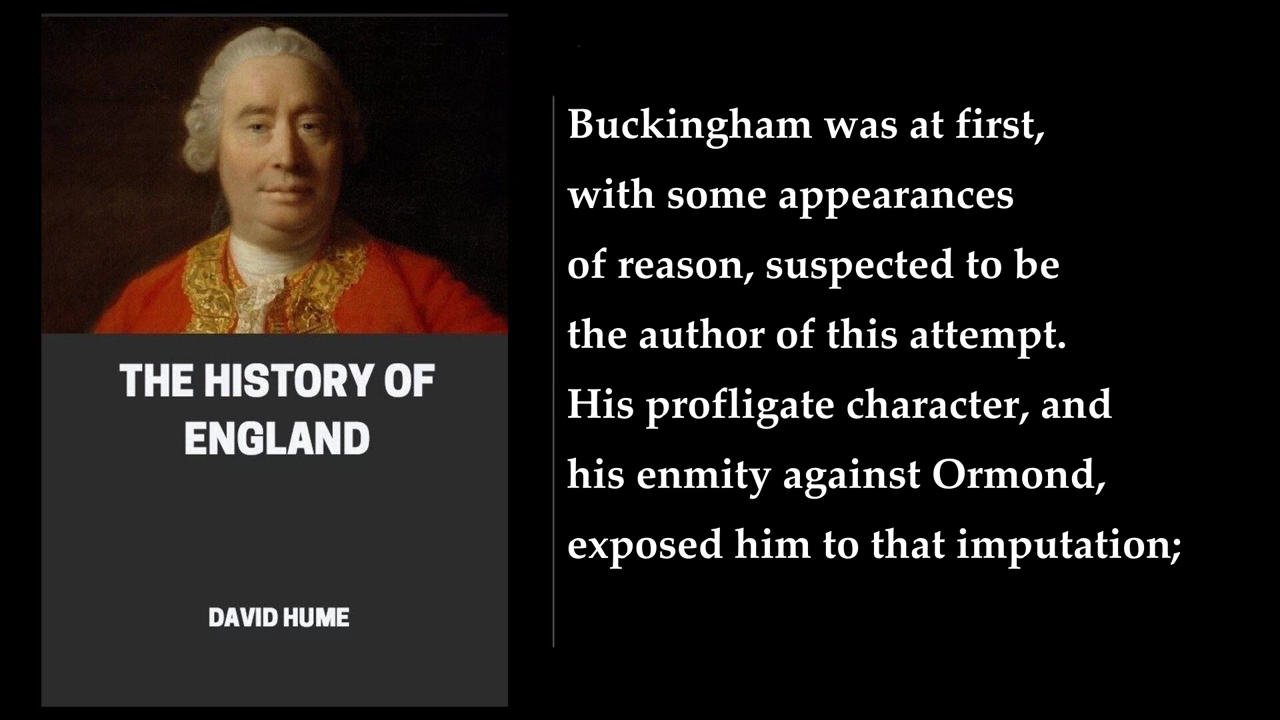 THE HISTORY OF
ENGLAND
DAVID HUME
Buckingham was at first,
with some appearances
of reason, suspected to be
the author of this attempt.
His profligate character, and
his enmity against Ormond,
exposed him to that imputation;